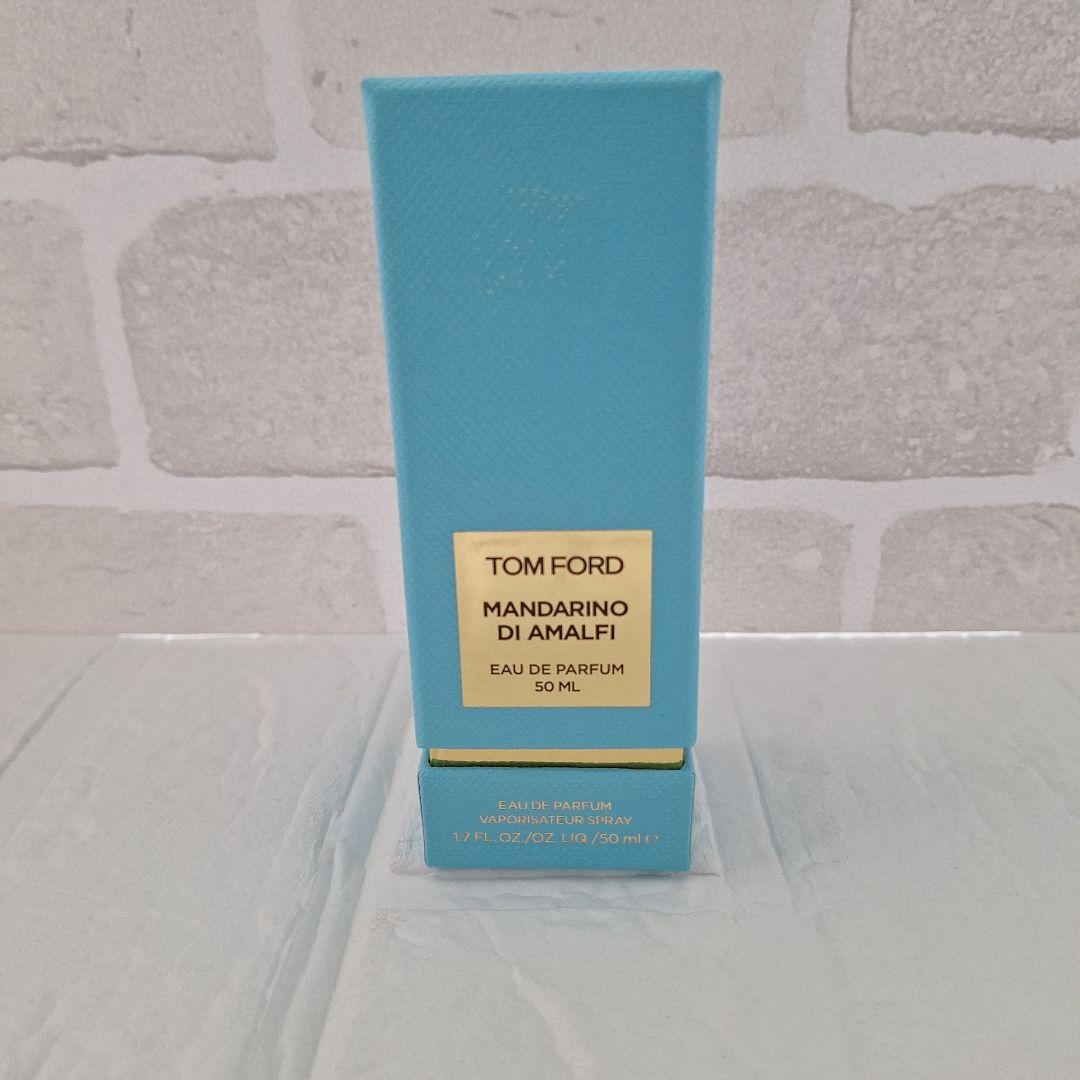 TOM FORD
MANDARINO
DI AMALFI
EAU DE PARFUM
50 ML
EAU DE PARFUM
VAPORISATEUR SPRAY
1.7 FL.OZ./OZ. LIQ./50 ml ℮